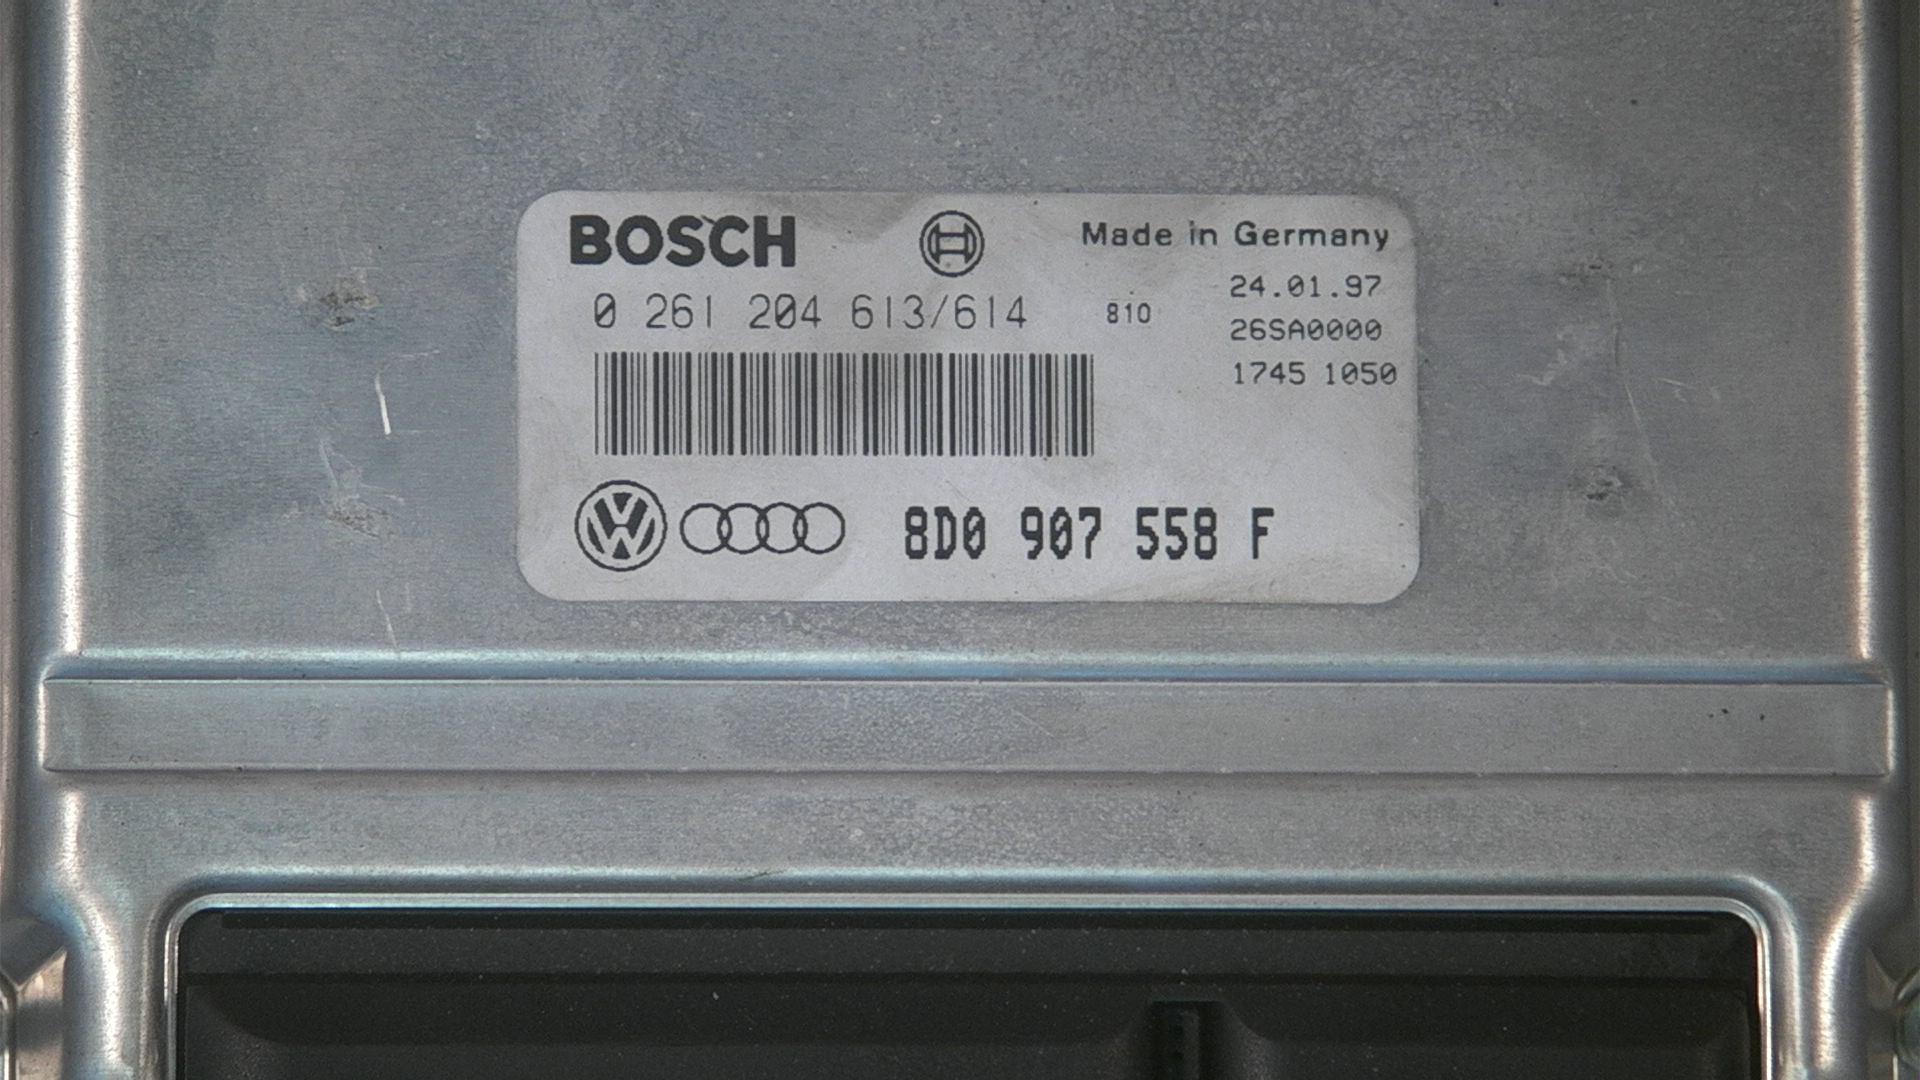 BOSCH
Made in Germany
0 261 204 613/614
810
24.01.97
26SA0000
1745 1050
8D0 907 558 F